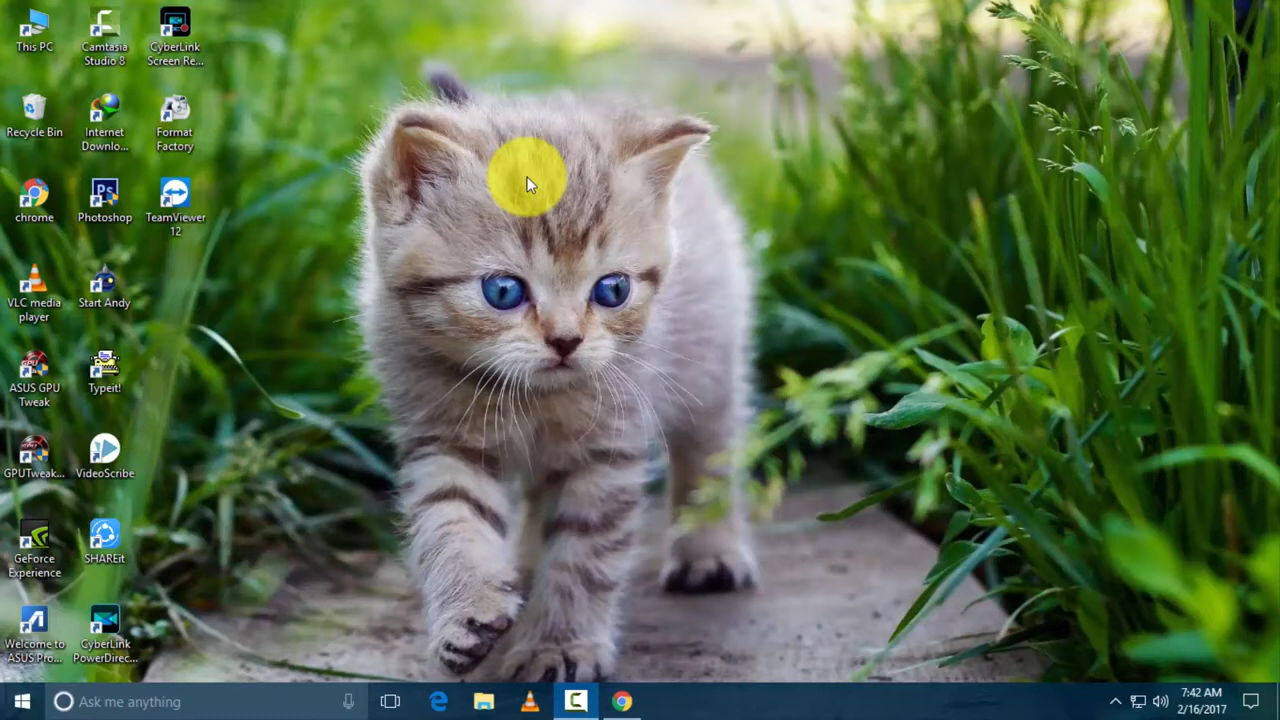 This PC
Camtasia
Studio 8
CyberLink
Screen Re...
Recycle Bin
Internet
Downlo...
Format
Factory
chrome
Photoshop
TeamViewer
12
VLC media
player
Start Andy
ASUS GPU
Tweak
Typeit!
GPUTweak...
VideoScribe
GeForce
Experience
SHAREit
Welcome to
ASUS Pro...
CyberLink
PowerDirec...
Ask me anything
7:42 AM
2/16/2017